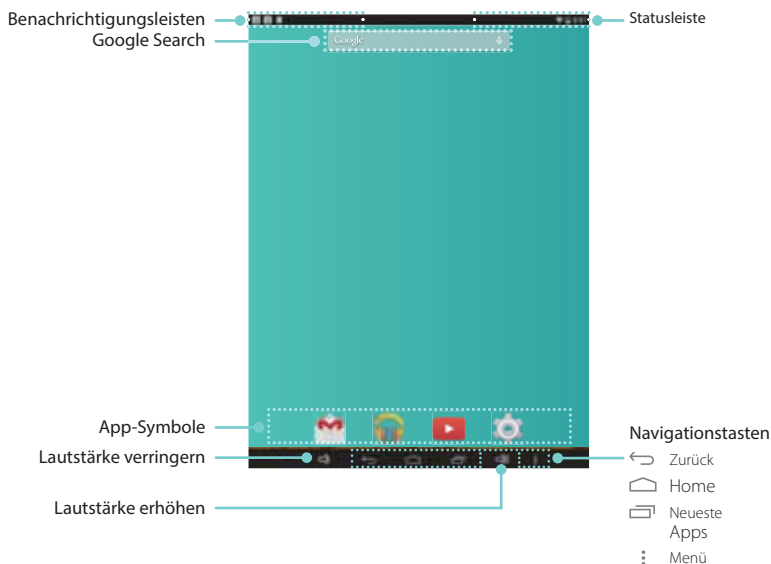 Benachrichtigungsleisten
Statusleiste
Google Search
Google
App-Symbole
Navigationstasten
Lautstärke verringern
Zurück
Home
Lautstärke erhöhen
Neueste
Apps
Menü